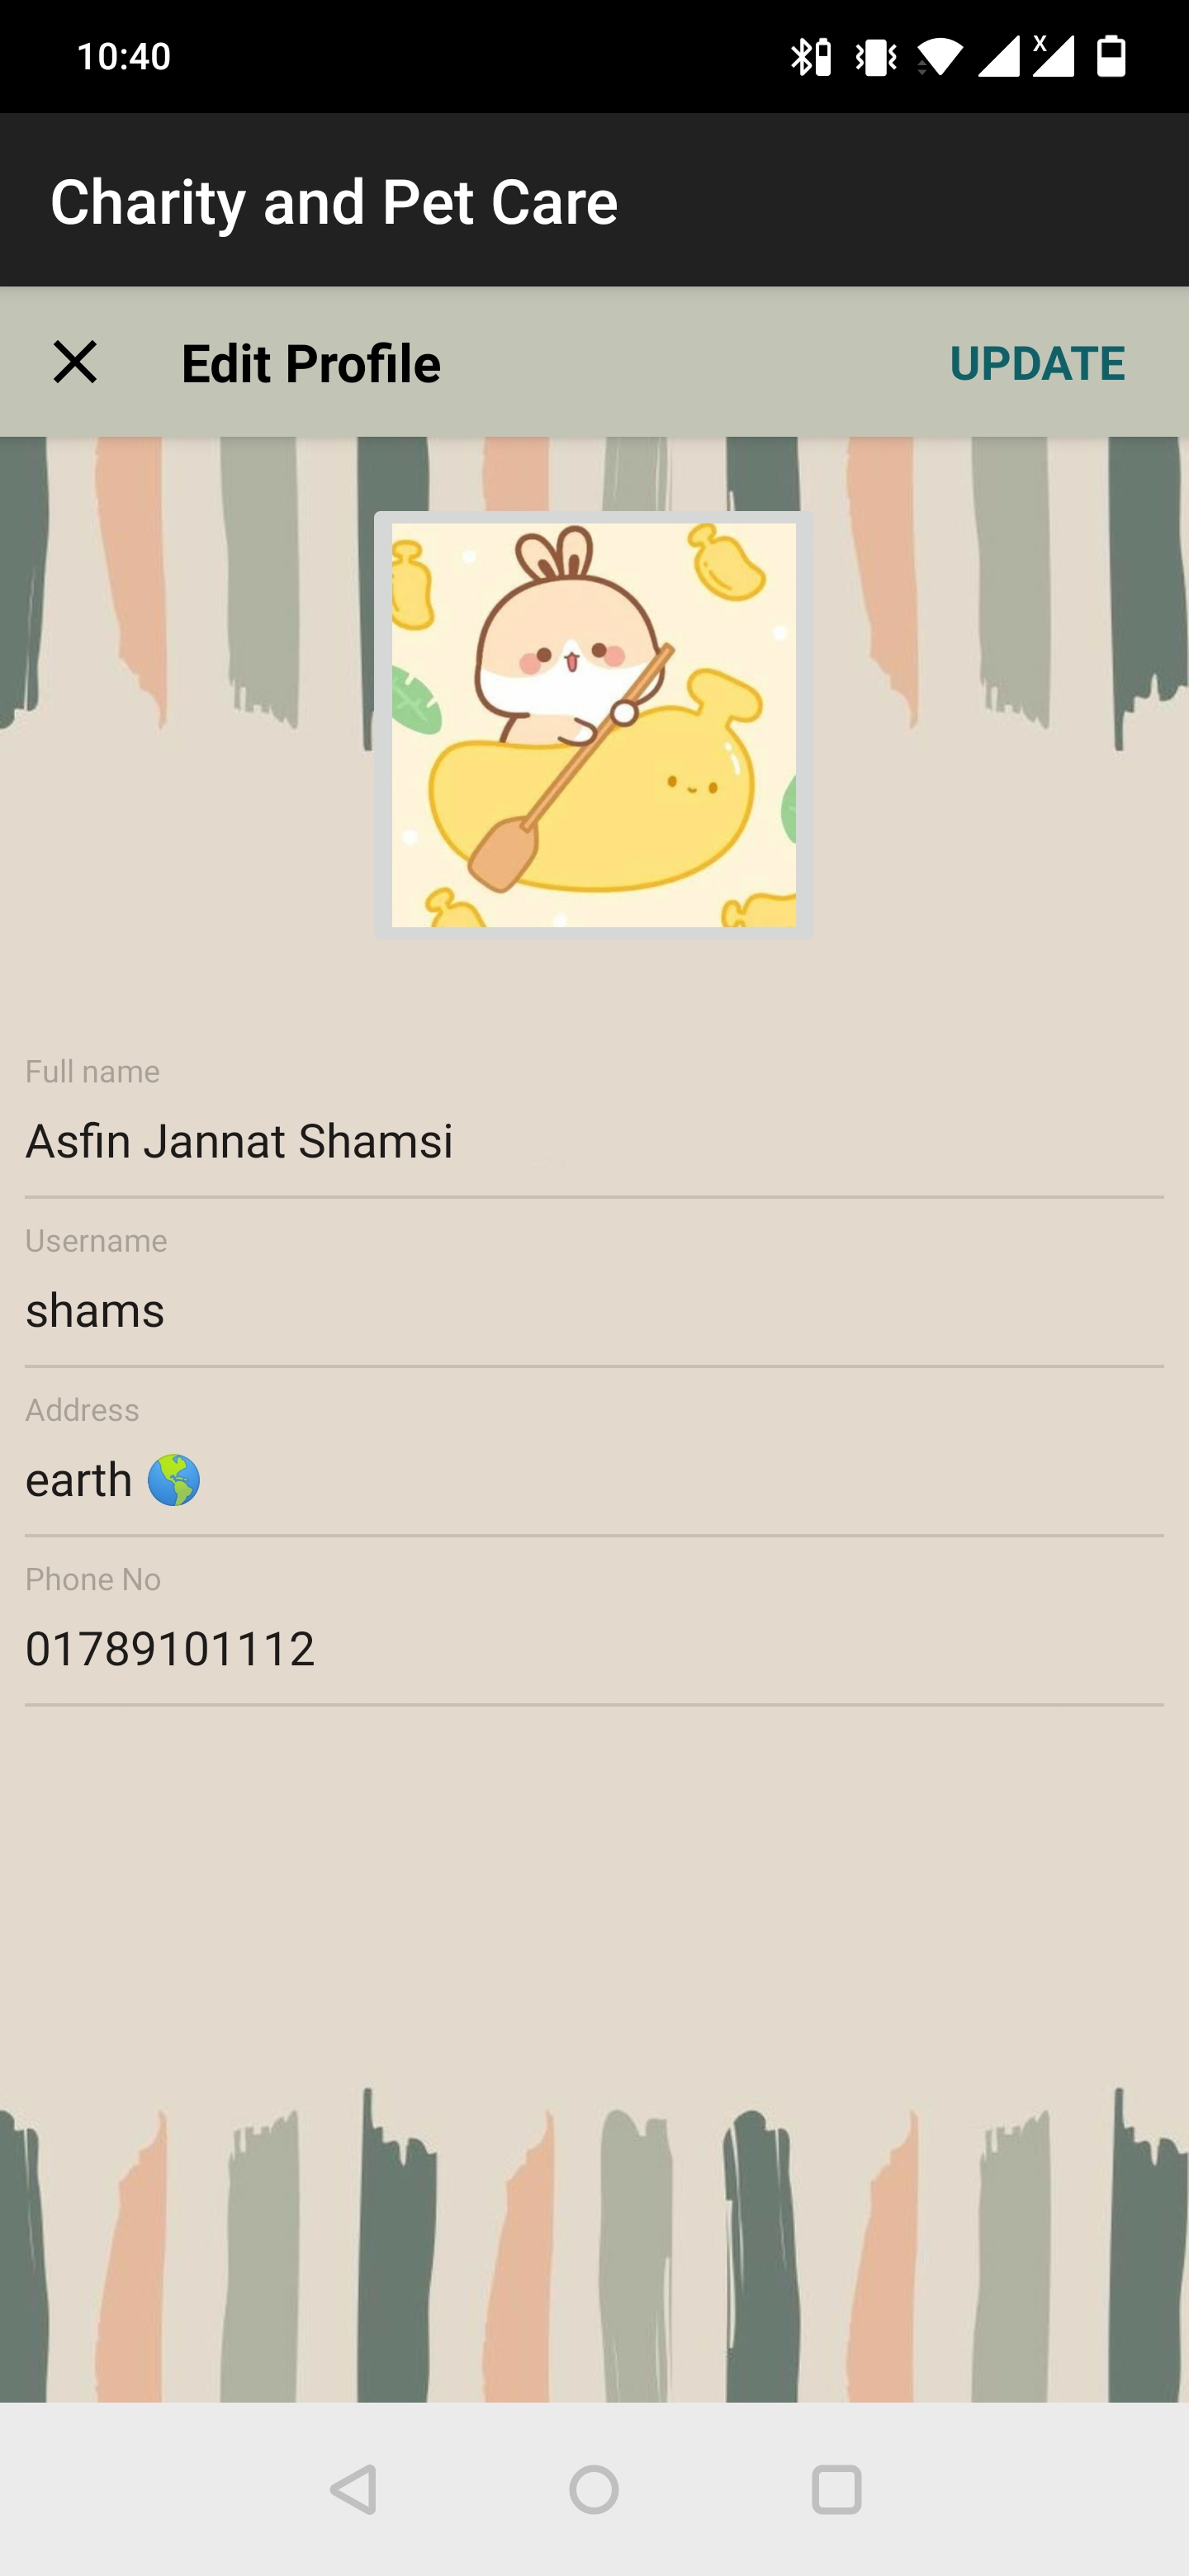 10:40
X
Charity and Pet Care
Edit Profile
UPDATE
Full name
Asfin Jannat Shamsi
Username
shams
Address
earth 🌎
Phone No
01789101112